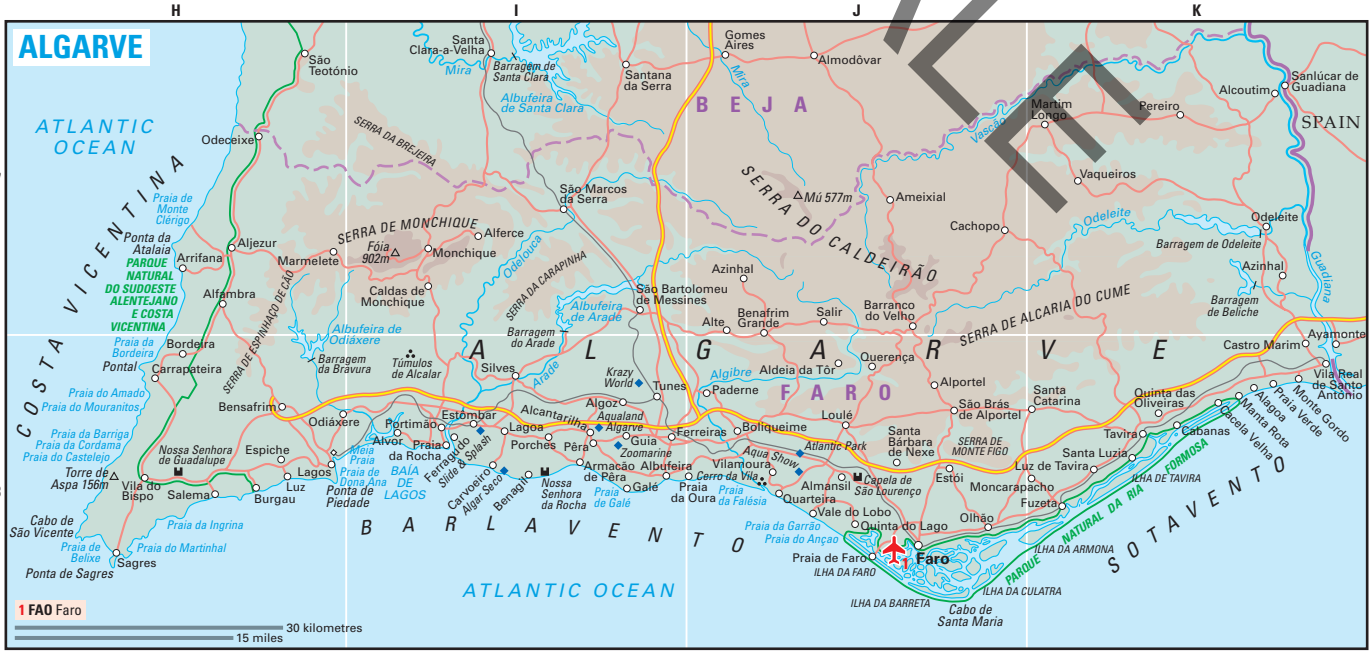 H
I
J
K
ALGARVE
ATLANTIC
OCEAN
COSTA VICENTINA
São
Teotónio
Odeceixe
Praia de
Monte
Clérigo
Ponta da
Atalaia
Arrifana
PARQUE
NATURAL
DO SUDOESTE
ALENTEJANO
E COSTA
VICENTINA
Aljezur
Alfambra
Marmelete
SERRA DE ESPINHAÇO DE CÃO
Praia da
Bordeira
Pontal
Bordeira
Carrapateira
Praia do Amado
Praia do Mouranitos
Bensafrim
Odiáxere
Praia da Barriga
Praia da Cordama
Praia do Castelejo
Torre de
Aspa 156m
Nossa Senhora
de Guadalupe
Vila do
Bispo
Espiche
Salema
Burgau
Luz
Lagos
Cabo de
São Vicente
Praia da Ingrina
Praia de
Belixe
Praia do Martinhal
Sagres
Ponta de Sagres
Santa
Clara-a-Velha
Mira
Barragem de
Santa Clara
Albufeira
de Santa Clara
Santana
da Serra
SERRA DA BREJEIRA
São Marcos
da Serra
SERRA DE MONCHIQUE
Fóia
902m
Alferce
Monchique
Caldas de
Monchique
Odelouca
SERRA DA CARAPINHA
Albufeira
de Arade
São Bartolomeu
de Messines
Barragem
do Arade
Albufeira de
Odiáxere
Barragem
da Bravura
Túmulos
de Alcalar
Silves
Arade
Krazy
World
Tunes
Algoz
Alcantarilha
Aqualand
Algarve
Portimão
Estômbar
Lagoa
Porches
Pêra
Guia
Zoomarine
Ferreiras
Alvor
Praia
da Rocha
Ferragudo
Slide & Splash
Carvoeiro
Algar Seco
Benagil
Nossa
Senhora
da Rocha
Armação
de Pêra
Albufeira
Galé
Praia
de Galé
Praia
da Oura
Meia
Praia
Praia de
Dona Ana
BAÍA
DE
LAGOS
Ponta de
Piedade
BARLAVENTO
ATLANTIC OCEAN
ALGARVE
Gomes
Aires
Mira
Almodôvar
BEJA
SERRA DO CALDEIRÃO
Mú 577m
Ameixial
Azinhal
Benafrim
Grande
Alte
Salir
Barranco
do Velho
Querença
Aldeia da Tôr
Algibre
Paderne
FARO
Loulé
Boliqueime
Atlantic Park
Aqua Show
Vilamoura
Cerro da Vila
Praia da
Falésia
Quarteira
Almansil
Capela de
São Lourenço
Vale do Lobo
Quinta do Lago
Praia do Garrão
Praia do Ançao
Praia de Faro
ILHA DO FARO
ILHA DA BARRETA
1
Faro
Santa
Bárbara
de Nexe
Estói
Alportel
São Brás
de Alportel
SERRA DE
MONTE FIGO
Olhão
Cabo de
Santa Maria
ILHA DA CULATRA
ILHA DA ARMONA
PARQUE NATURAL DA RIA FORMOSA
SOTAVENTO
Martim
Longo
Pereiro
Alcoutim
Sanlúcar de
Guadiana
SPAIN
Vascão
Vaqueiros
Cachopo
Odeleite
Odeleite
Barragem de Odeleite
Azinhal
Barragem
de Beliche
Guadiana
SERRA DE ALCARIA DO CUME
Castro Marim
Ayamonte
Vila Real
de Santo
António
Monte Gordo
Praia Verde
Alagoa
Manta Rota
Cacela Velha
Quinta das
Oliveiras
Cabanas
Tavira
Santa
Catarina
Santa Luzia
Luz de Tavira
ILHA DE TAVIRA
Moncarapacho
Fuzeta
1 FAO Faro
30 kilometres
15 miles